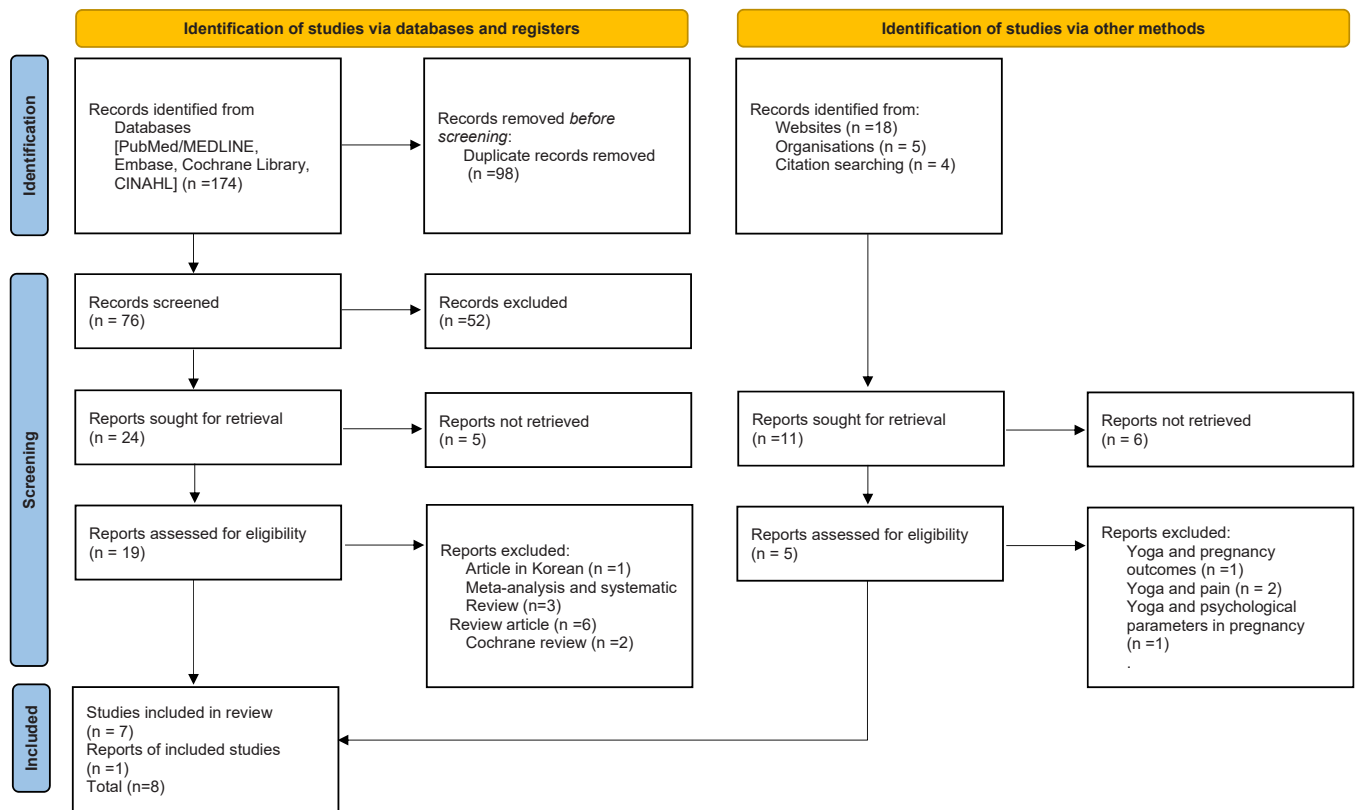 Identification of studies via databases and registers
Identification of studies via other methods
Identification
Records identified from
Databases
[PubMed/MEDLINE,
Embase, Cochrane Library,
CINAHL] (n =174)
Records removed before
screening:
Duplicate records removed
(n =98)
Records identified from:
Websites (n =18)
Organisations (n = 5)
Citation searching (n = 4)
Screening
Records screened
(n = 76)
Records excluded
(n =52)
Reports sought for retrieval
(n = 24)
Reports not retrieved
(n = 5)
Reports sought for retrieval
(n =11)
Reports not retrieved
(n = 6)
Reports assessed for eligibility
(n = 19)
Reports excluded:
Article in Korean (n =1)
Meta-analysis and systematic
Review (n=3)
Review article (n =6)
Cochrane review (n =2)
Reports assessed for eligibility
(n = 5)
Reports excluded:
Yoga and pregnancy
outcomes (n =1)
Yoga and pain (n = 2)
Yoga and psychological
parameters in pregnancy
(n =1)
.
Included
Studies included in review
(n = 7)
Reports of included studies
(n =1)
Total (n=8)